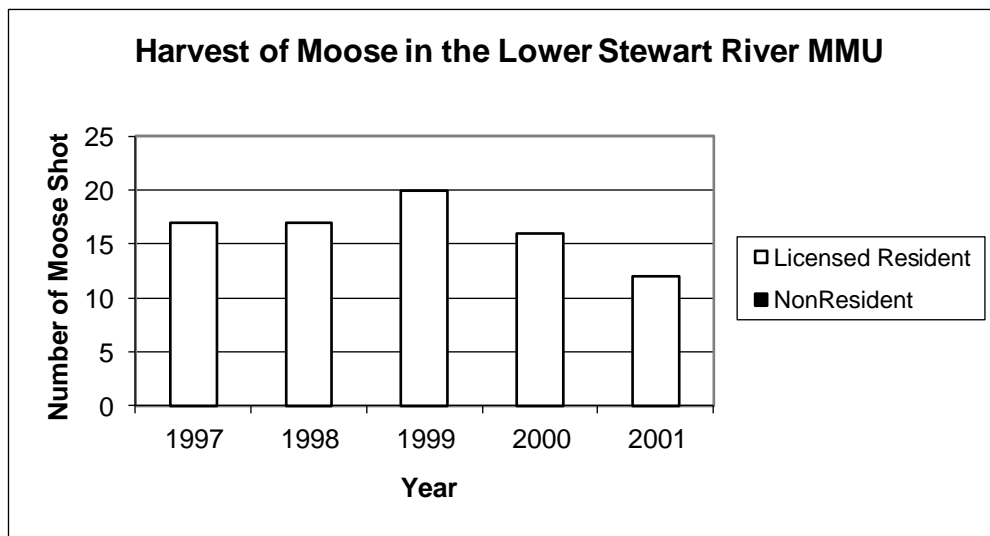 Harvest of Moose in the Lower Stewart River MMU
Number of Moose Shot
25
20
15
10
5
0
1997 1998 1999 2000 2001
Year
Licensed Resident
NonResident